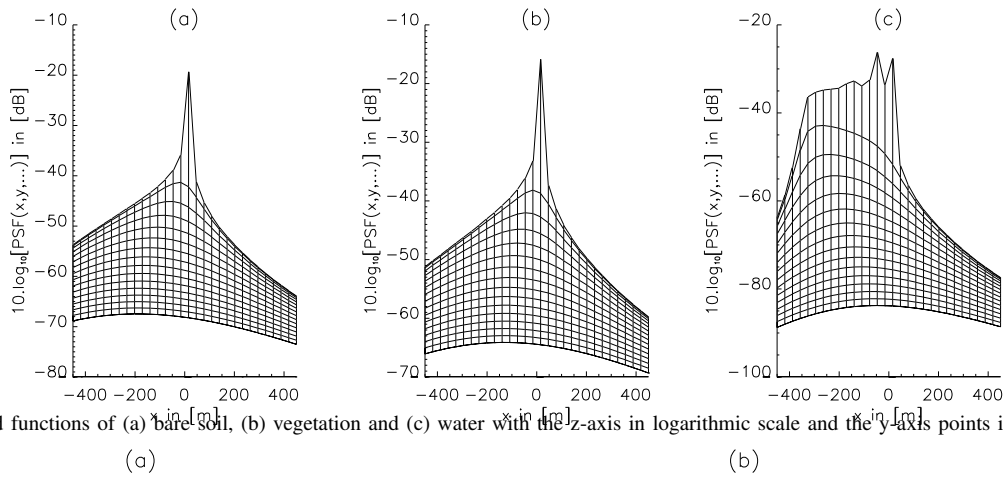 (a) (b) (c)
−10 −10 −20
−20 −20
−30 −30 −40
−40 −40 −60
−50 −50
−60 −60 −80
−70
−80 −70 −100
10.log₁₀[PSF(x,y,...)] in [dB] 10.log₁₀[PSF(x,y,...)] in [dB] 10.log₁₀[PSF(x,y,...)] in [dB]
−400 −200 0 200 400 −400 −200 0 200 400 −400 −200 0 200 400
x in [m] x in [m] x in [m]
l functions of (a) bare soil, (b) vegetation and (c) water with the z-axis in logarithmic scale and the y-axis points i
(a) (b)